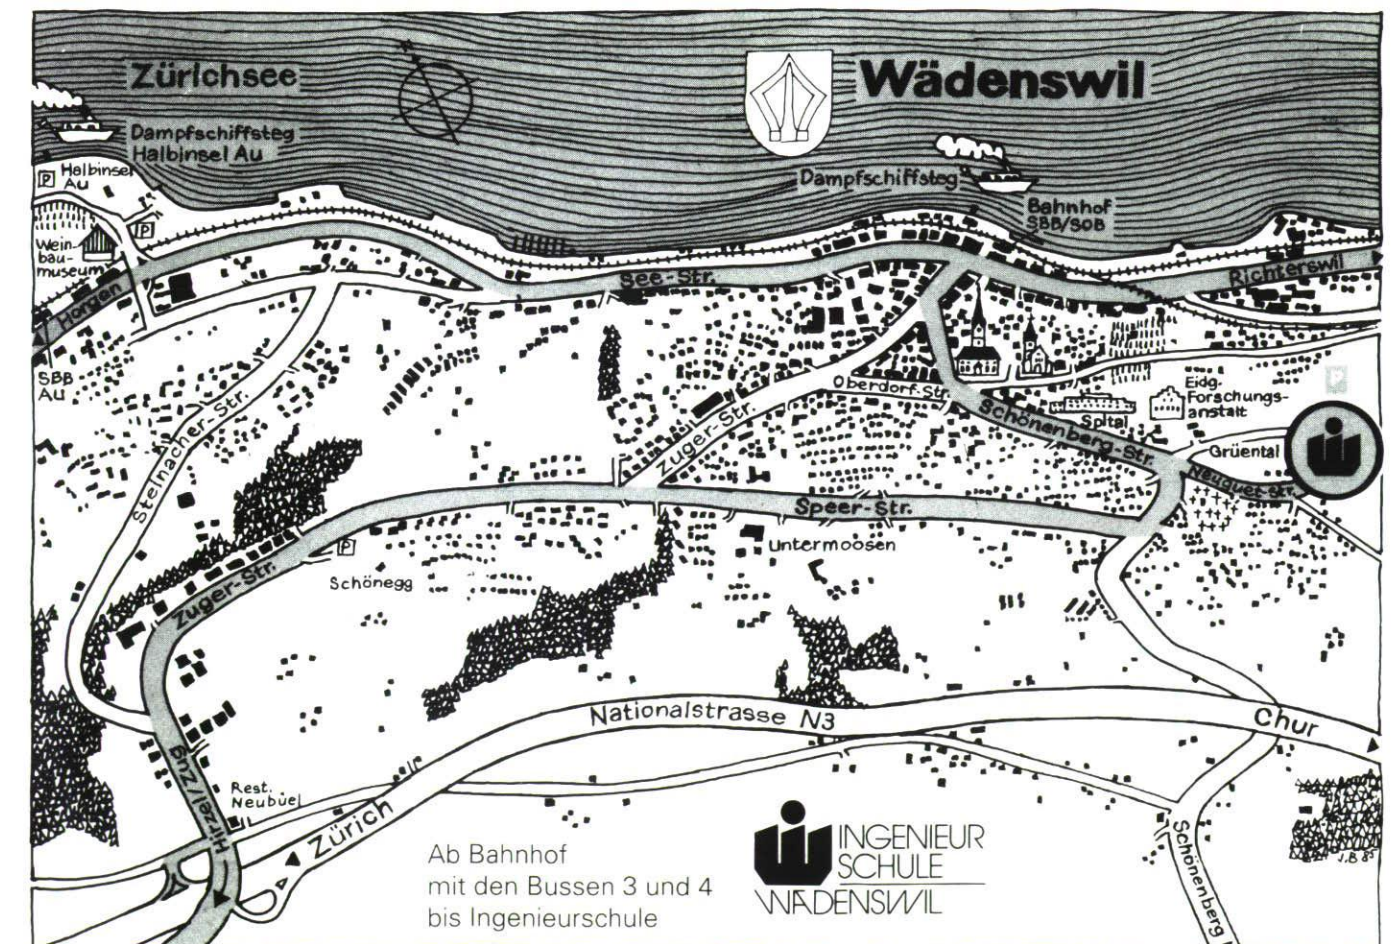 Zürichsee
Wädenswil
N
Dampfschiffsteg
Halbinsel Au
P
Halbinsel
Au
Dampfschiffsteg
Bahnhof
SBB/SOB
P
Wein-
bau-
museum
Horgen
See-Str.
Richterswil
SBB
Au
Steinacher-Str.
Zuger-Str.
Oberdorf-Str.
Schönenberg-Str.
Spital
Eidg.
Forschungs-
anstalt
P
Grüental
Neuguet-Str.
Speer-Str.
Untermoosen
P
Schönegg
Zuger-Str.
Nationalstrasse N3
Chur
Hirzel/Zug
Rest.
Neubüel
Hirzel
Zürich
Schönenberg
J.B 85
Ab Bahnhof
mit den Bussen 3 und 4
bis Ingenieurschule
INGENIEUR
SCHULE
WÄDENSWIL